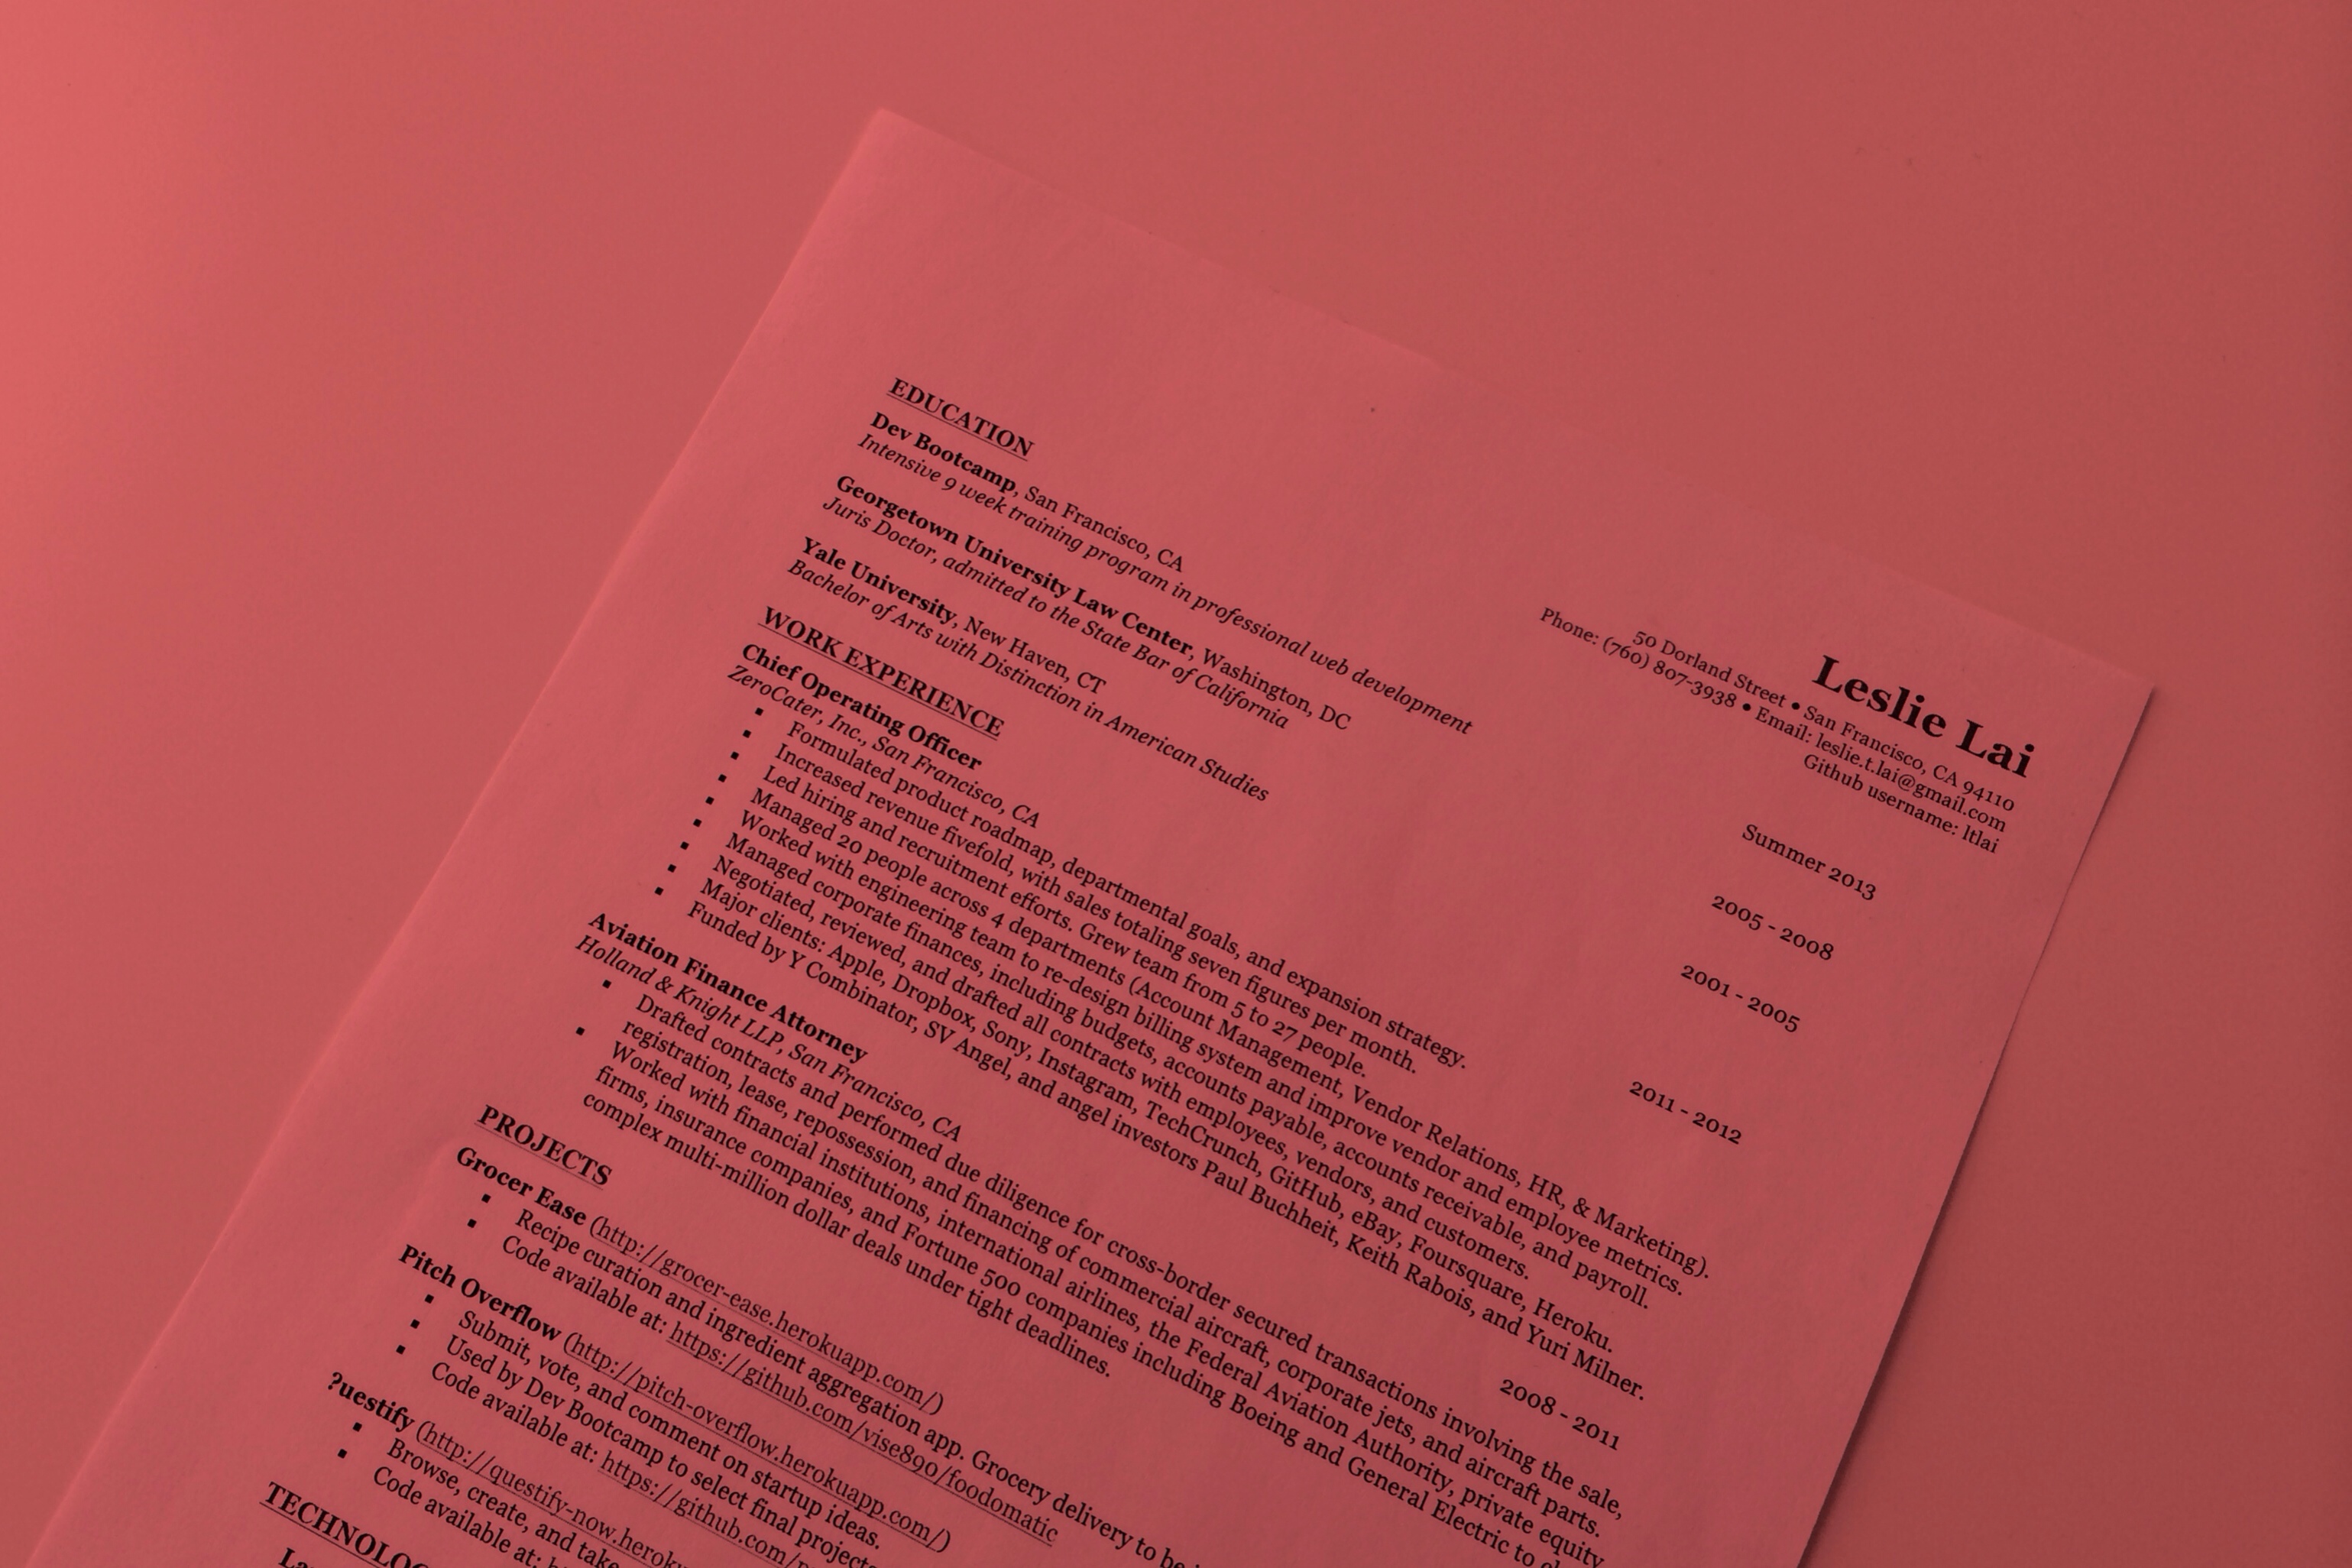 Leslie Lai
50 Dorland Street • San Francisco, CA 94110
Phone: (760) 807-3938 • Email: leslie.t.lai@gmail.com
Github username: ltlai
EDUCATION
Dev Bootcamp, San Francisco, CA Summer 2013
Intensive 9 week training program in professional web development
Georgetown University Law Center, Washington, DC 2005 - 2008
Juris Doctor, admitted to the State Bar of California
Yale University, New Haven, CT 2001 - 2005
Bachelor of Arts with Distinction in American Studies
WORK EXPERIENCE
Chief Operating Officer 2011 - 2012
ZeroCater, Inc., San Francisco, CA
▪ Formulated product roadmap, departmental goals, and expansion strategy.
▪ Increased revenue fivefold, with sales totaling seven figures per month.
▪ Led hiring and recruitment efforts. Grew team from 5 to 27 people.
▪ Managed 20 people across 4 departments (Account Management, Vendor Relations, HR, & Marketing).
▪ Worked with engineering team to re-design billing system and improve vendor and employee metrics.
▪ Managed corporate finances, including budgets, accounts payable, accounts receivable, and payroll.
▪ Negotiated, reviewed, and drafted all contracts with employees, vendors, and customers.
▪ Major clients: Apple, Dropbox, Sony, Instagram, TechCrunch, GitHub, eBay, Foursquare, Heroku.
▪ Funded by Y Combinator, SV Angel, and angel investors Paul Buchheit, Keith Rabois, and Yuri Milner.
Aviation Finance Attorney 2008 - 2011
Holland & Knight LLP, San Francisco, CA
▪ Drafted contracts and performed due diligence for cross-border secured transactions involving the sale,
registration, lease, repossession, and financing of commercial aircraft, corporate jets, and aircraft parts.
▪ Worked with financial institutions, international airlines, the Federal Aviation Authority, private equity
firms, insurance companies, and Fortune 500 companies including Boeing and General Electric to
complex multi-million dollar deals under tight deadlines.
PROJECTS
Grocer Ease (http://grocer-ease.herokuapp.com/)
▪ Recipe curation and ingredient aggregation app. Grocery delivery to be
▪ Code available at: https://github.com/vise890/foodomatic
Pitch Overflow (http://pitch-overflow.herokuapp.com/)
▪ Submit, vote, and comment on startup ideas.
▪ Used by Dev Bootcamp to select final projects
▪ Code available at: https://github.com/
?uestify (http://questify-now.heroku
▪ Browse, create, and take
▪ Code available at:
TECHNOLO